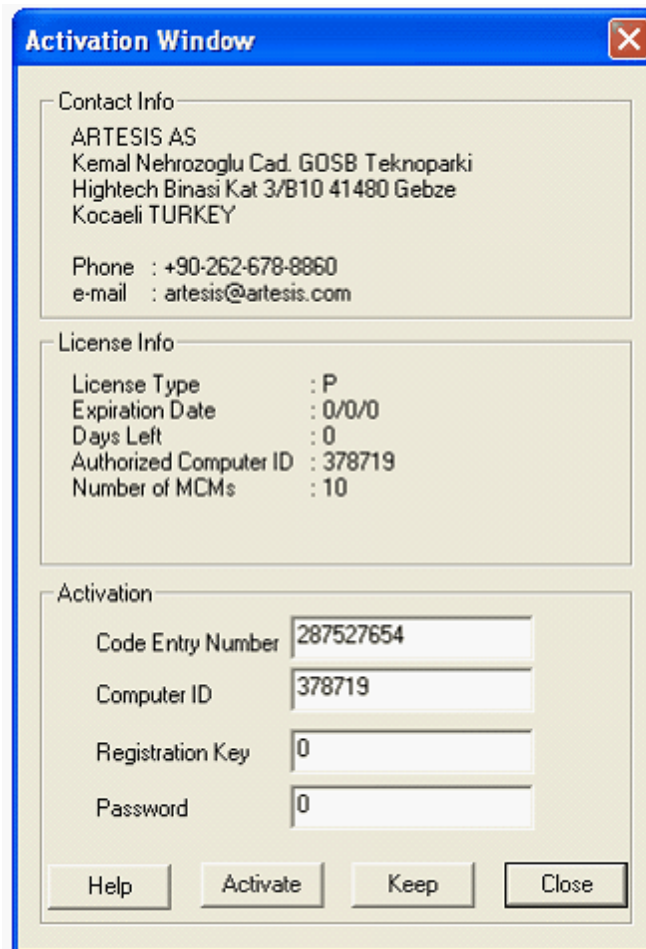 Activation Window
Contact Info
ARTESIS AS
Kemal Nehrozoglu Cad. GOSB Teknoparki
Hightech Binasi Kat 3/B10 41480 Gebze
Kocaeli TURKEY
Phone : +90-262-678-8860
e-mail : artesis@artesis.com
License Info
License Type : P
Expiration Date : 0/0/0
Days Left : 0
Authorized Computer ID : 378719
Number of MCMs : 10
Activation
Code Entry Number 287527654
Computer ID 378719
Registration Key 0
Password 0
Help Activate Keep Close